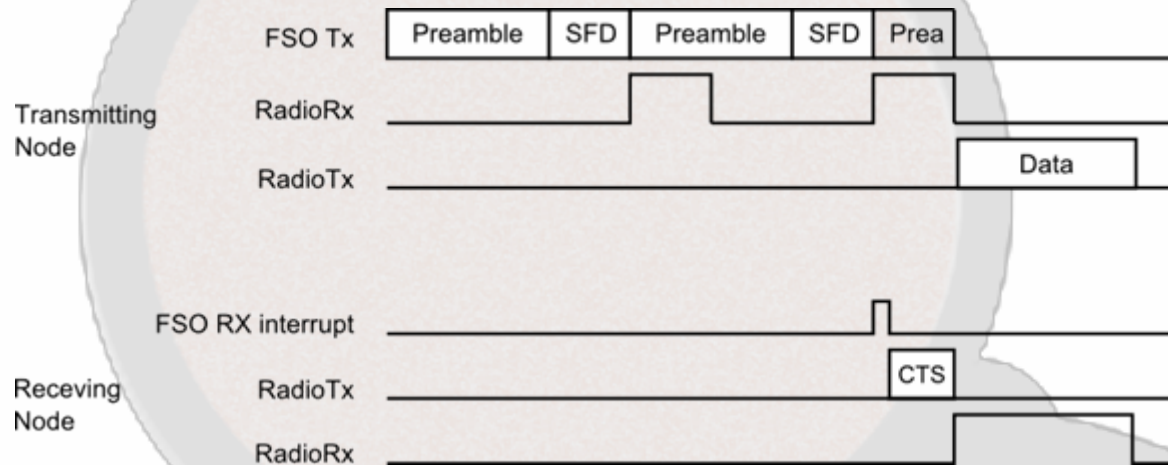 FSO Tx Preamble SFD Preamble SFD Prea
Transmitting
Node
RadioRx
RadioTx Data
FSO RX interrupt
Receving
Node
RadioTx CTS
RadioRx